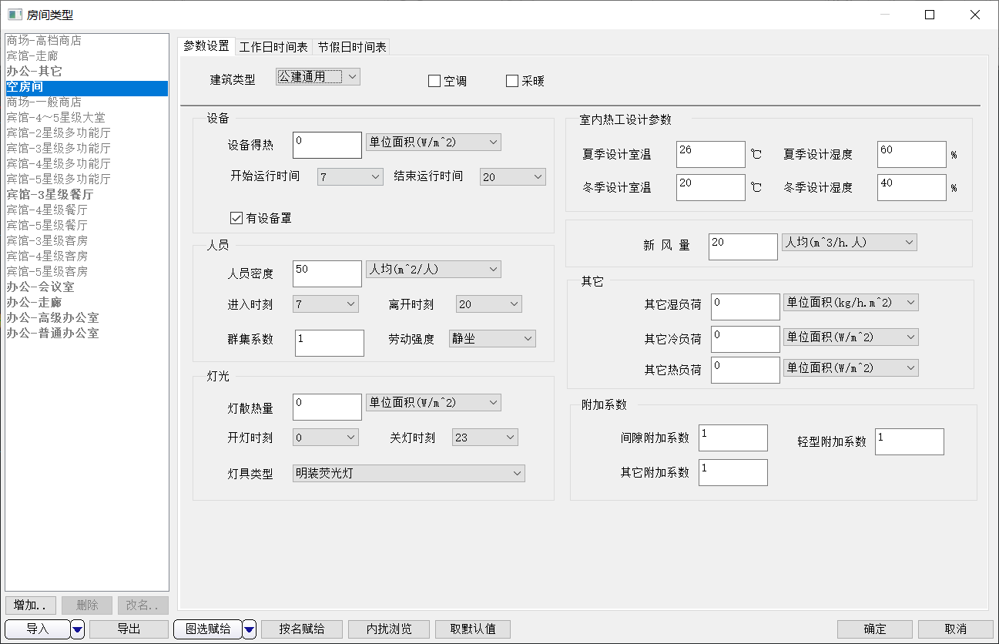 房间类型
商场-高档商店
宾馆-走廊
办公-其它
空房间
商场-一般商店
宾馆-4～5星级大堂
宾馆-2星级多功能厅
宾馆-3星级多功能厅
宾馆-4星级多功能厅
宾馆-5星级多功能厅
宾馆-3星级餐厅
宾馆-4星级餐厅
宾馆-5星级餐厅
宾馆-3星级客房
宾馆-4星级客房
宾馆-5星级客房
办公-会议室
办公-走廊
办公-高级办公室
办公-普通办公室
参数设置 工作日时间表 节假日时间表
建筑类型 公建通用 空调 采暖
设备
设备得热 0 单位面积(W/m^2)
开始运行时间 7 结束运行时间 20
有设备罩
人员
人员密度 50 人均(m^2/人)
进入时刻 7 离开时刻 20
群集系数 1 劳动强度 静坐
灯光
灯散热量 0 单位面积(W/m^2)
开灯时刻 0 关灯时刻 23
灯具类型 明装荧光灯
室内热工设计参数
夏季设计室温 26 ℃ 夏季设计湿度 60 %
冬季设计室温 20 ℃ 冬季设计湿度 40 %
新 风 量 20 人均(m^3/h.人)
其它
其它湿负荷 0 单位面积(kg/h.m^2)
其它冷负荷 0 单位面积(W/m^2)
其它热负荷 0 单位面积(W/m^2)
附加系数
间隙附加系数 1 轻型附加系数 1
其它附加系数 1
增加.. 删除 改名..
导入 导出 图选赋给 按名赋给 内扰浏览 取默认值 确定 取消